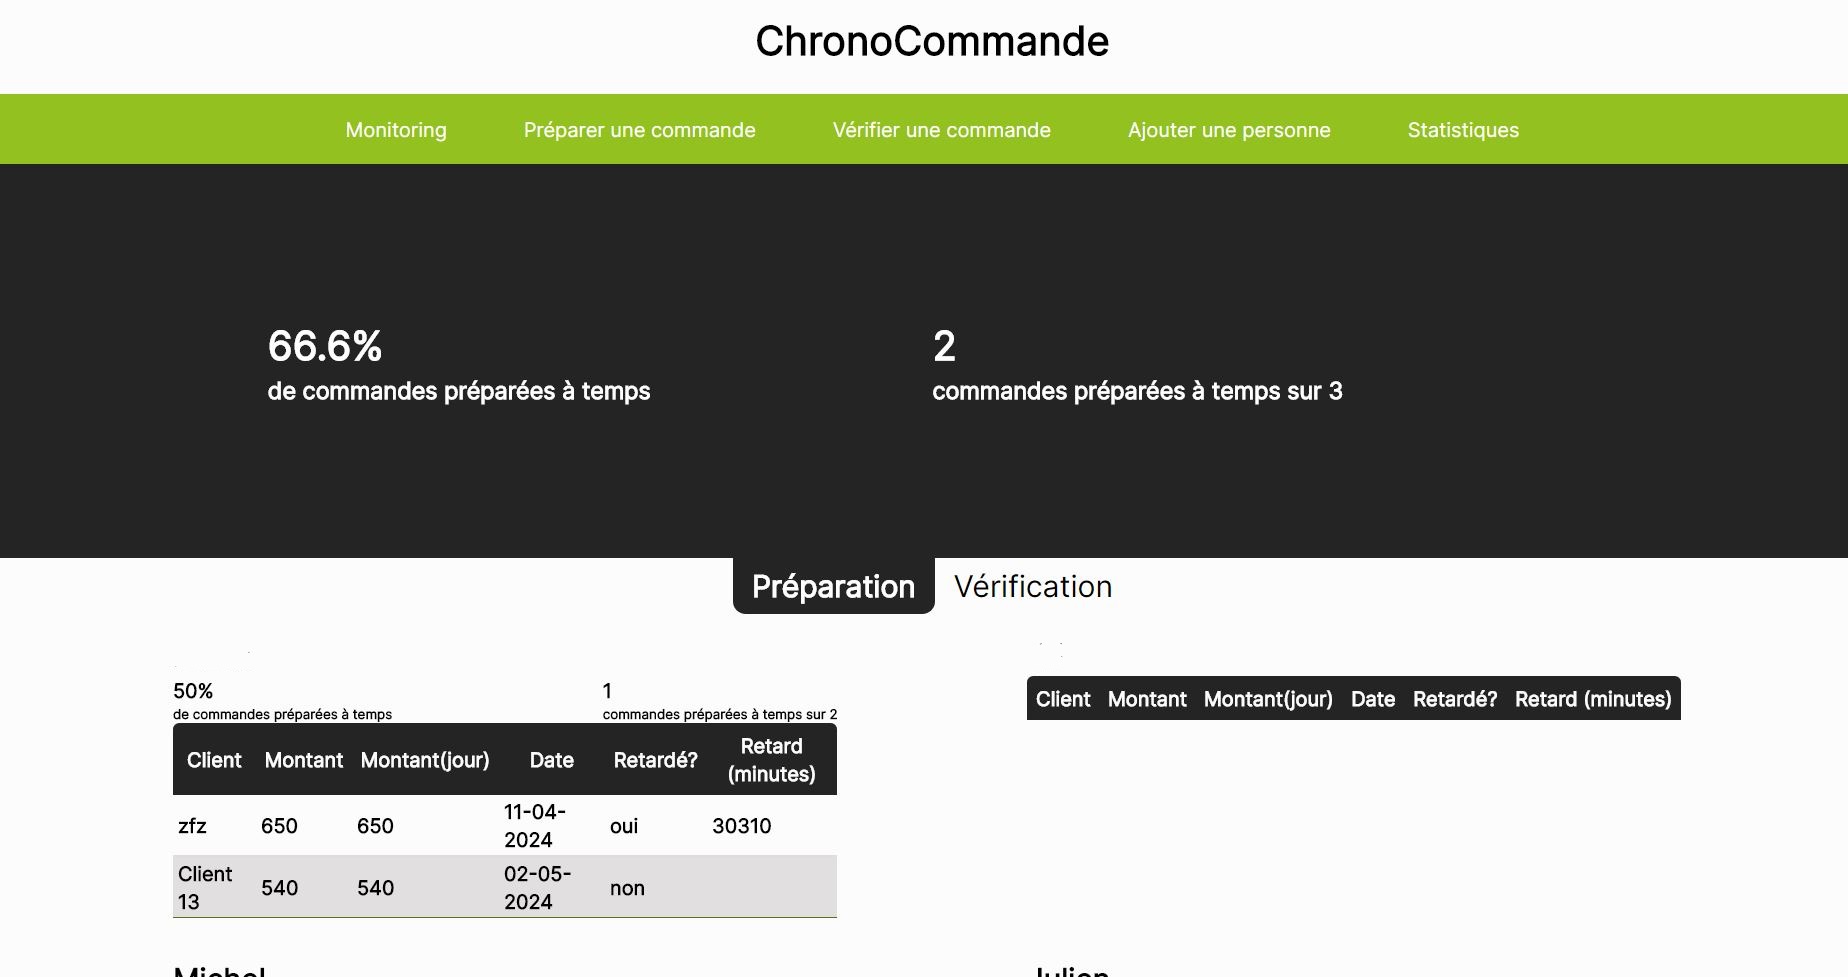 ChronoCommande
Monitoring Préparer une commande Vérifier une commande Ajouter une personne Statistiques
66.6%
de commandes préparées à temps
2
commandes préparées à temps sur 3
Préparation Vérification
50%
de commandes préparées à temps
1
commandes préparées à temps sur 2
Client Montant Montant(jour) Date Retardé? Retard (minutes)
zfz 650 650 11-04-2024 oui 30310
Client 13 540 540 02-05-2024 non
Client Montant Montant(jour) Date Retardé? Retard (minutes)
Michel
Julien